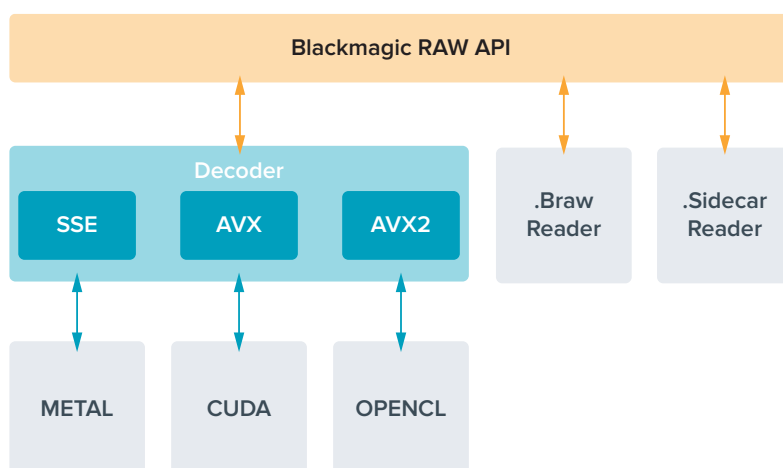 Blackmagic RAW API
Decoder
SSE
AVX
AVX2
.Braw
Reader
.Sidecar
Reader
METAL
CUDA
OPENCL